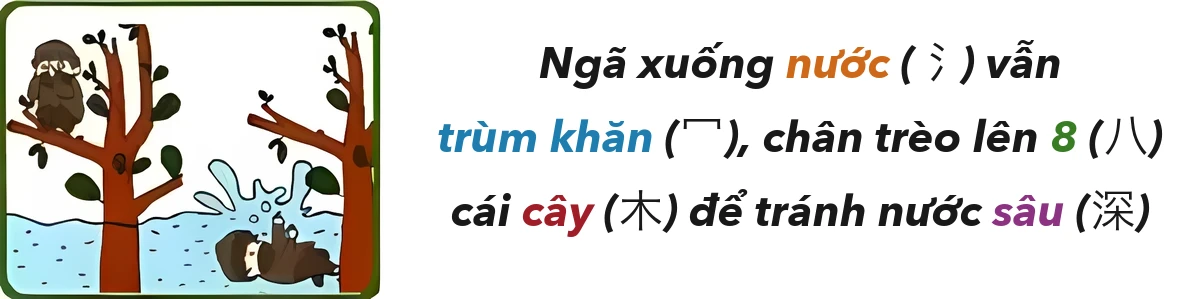 Ngã xuống nước (氵) vẫn
trùm khăn (冖), chân trèo lên 8 (八)
cái cây (木) để tránh nước sâu (深)